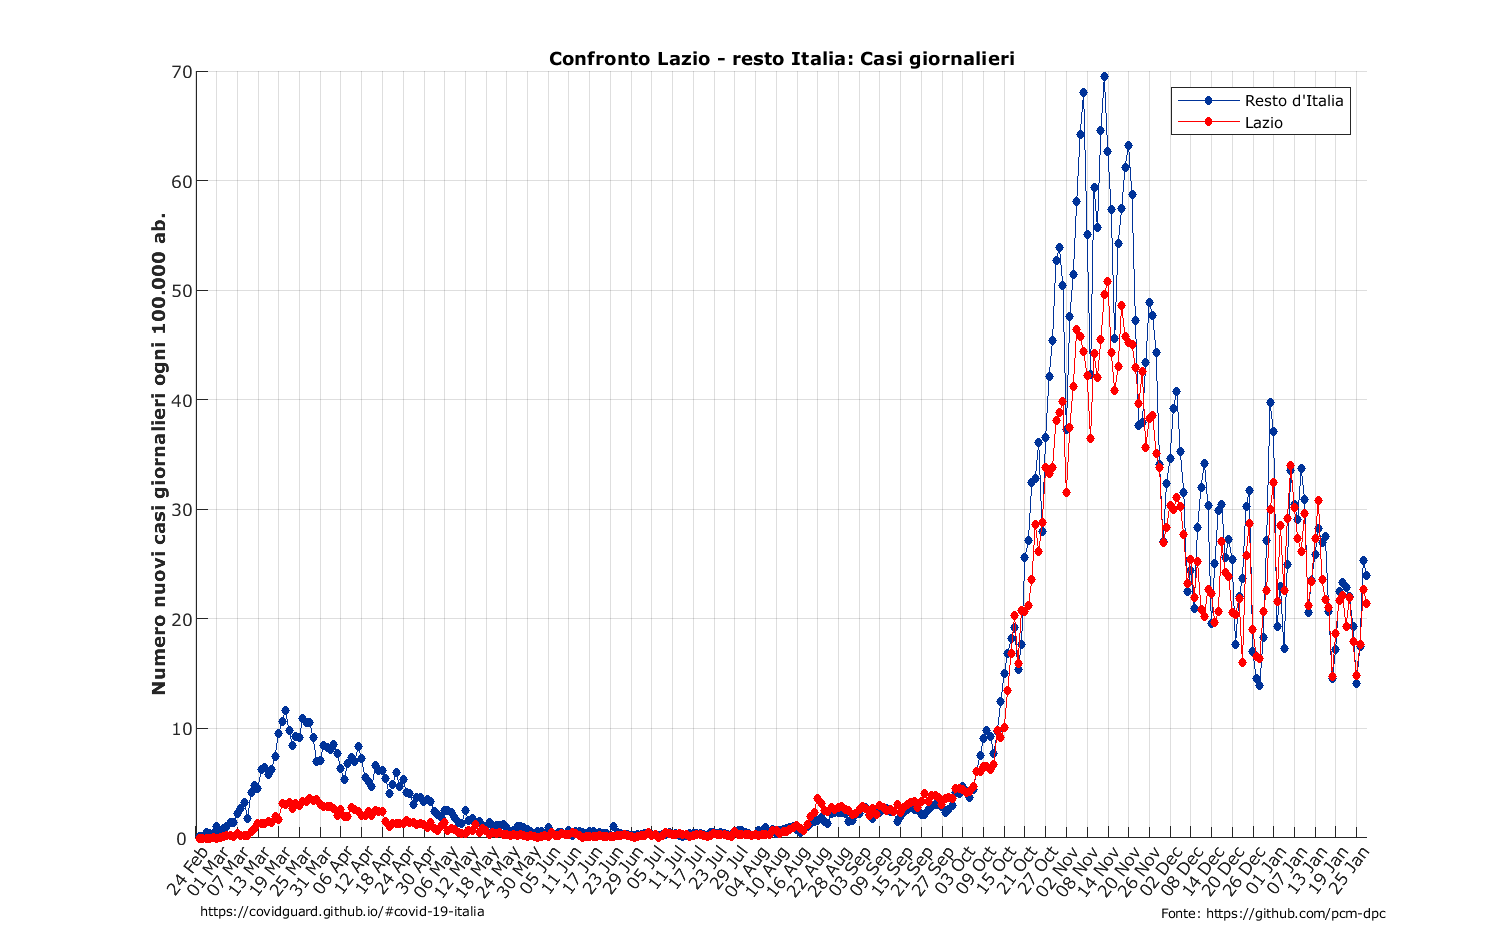 Confronto Lazio - resto Italia: Casi giornalieri
Numero nuovi casi giornalieri ogni 100.000 ab.
70
60
50
40
30
20
10
0
Resto d'Italia
Lazio
24 Feb
01 Mar
07 Mar
13 Mar
19 Mar
25 Mar
31 Mar
06 Apr
12 Apr
18 Apr
24 Apr
30 Apr
06 May
12 May
18 May
24 May
30 May
05 Jun
11 Jun
17 Jun
23 Jun
29 Jun
05 Jul
11 Jul
17 Jul
23 Jul
29 Jul
04 Aug
10 Aug
16 Aug
22 Aug
28 Aug
03 Sep
09 Sep
15 Sep
21 Sep
27 Sep
03 Oct
09 Oct
15 Oct
21 Oct
27 Oct
02 Nov
08 Nov
14 Nov
20 Nov
26 Nov
02 Dec
08 Dec
14 Dec
20 Dec
26 Dec
01 Jan
07 Jan
13 Jan
19 Jan
25 Jan
https://covidguard.github.io/#covid-19-italia
Fonte: https://github.com/pcm-dpc